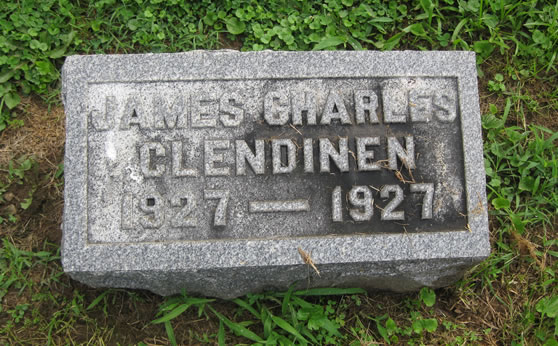 JAMES CHARLES
CLENDINEN
1927 — 1927